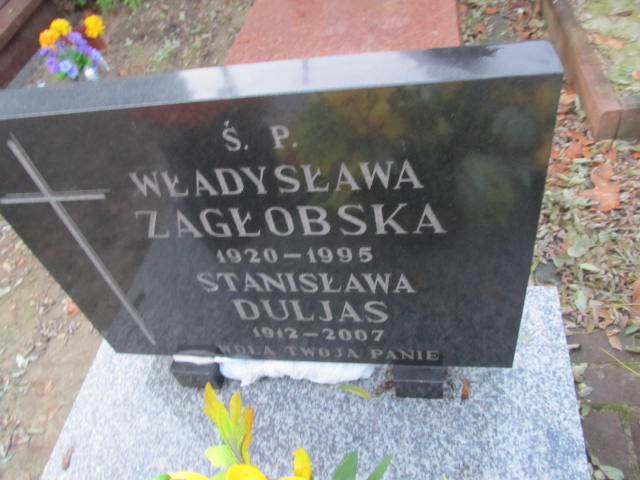 Ś. P.
WŁADYSŁAWA
ZAGŁOBSKA
1920–1995
STANISŁAWA
DULJAS
1912–2007
WOLA TWOJA PANIE